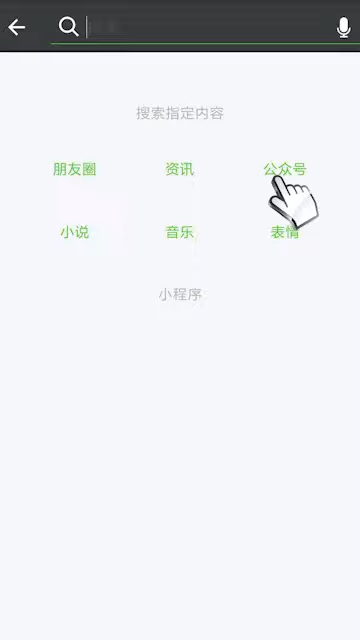 搜索指定内容
朋友圈 资讯 公众号
小说 音乐 表情
小程序